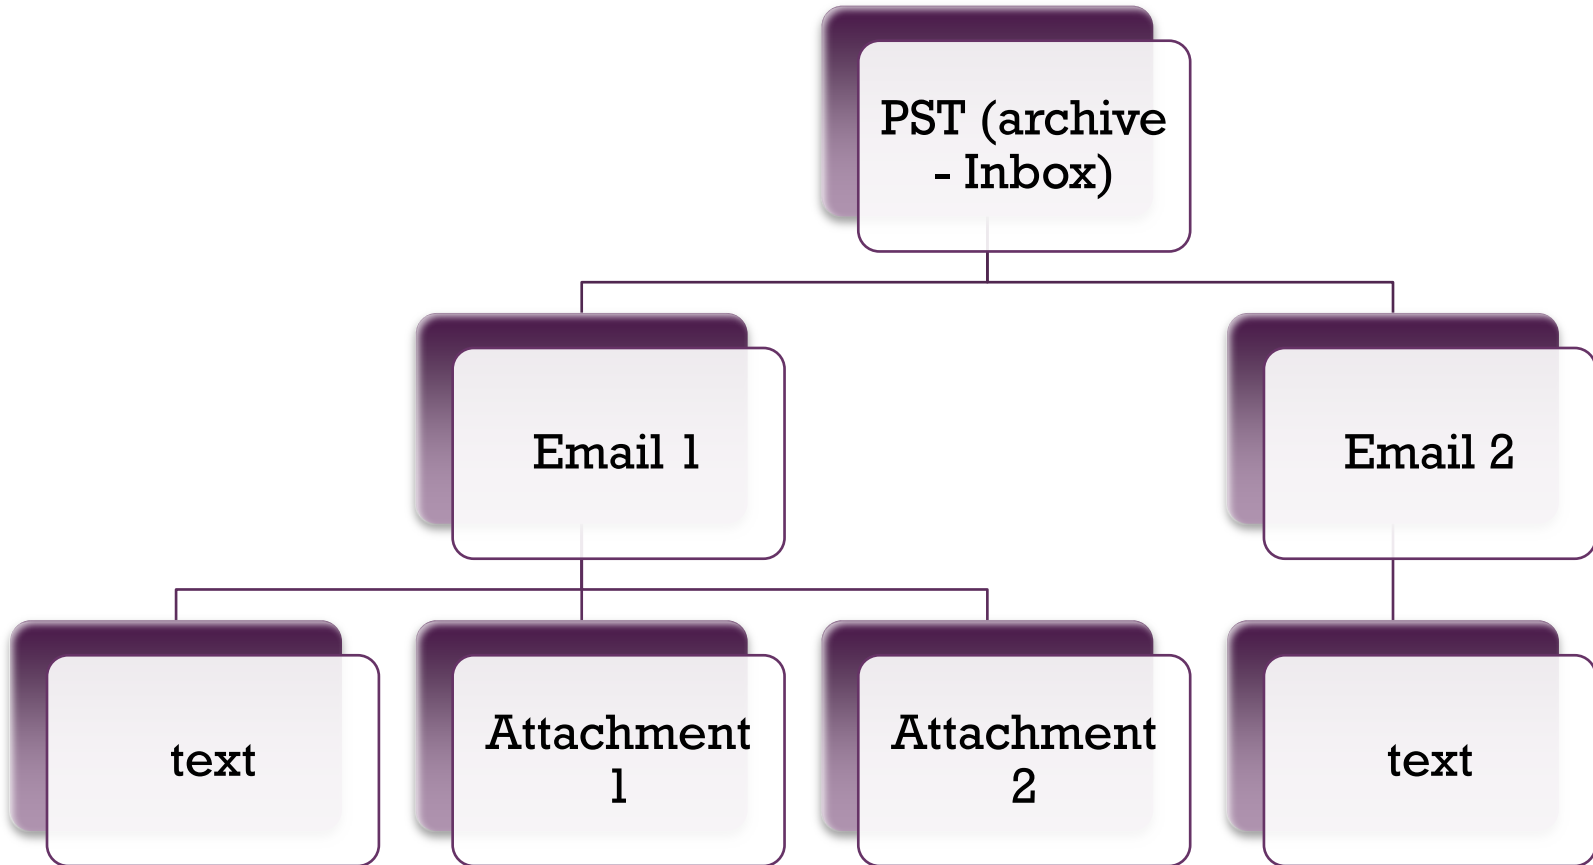 PST (archive
- Inbox)
Email 1
Email 2
text
Attachment
1
Attachment
2
text